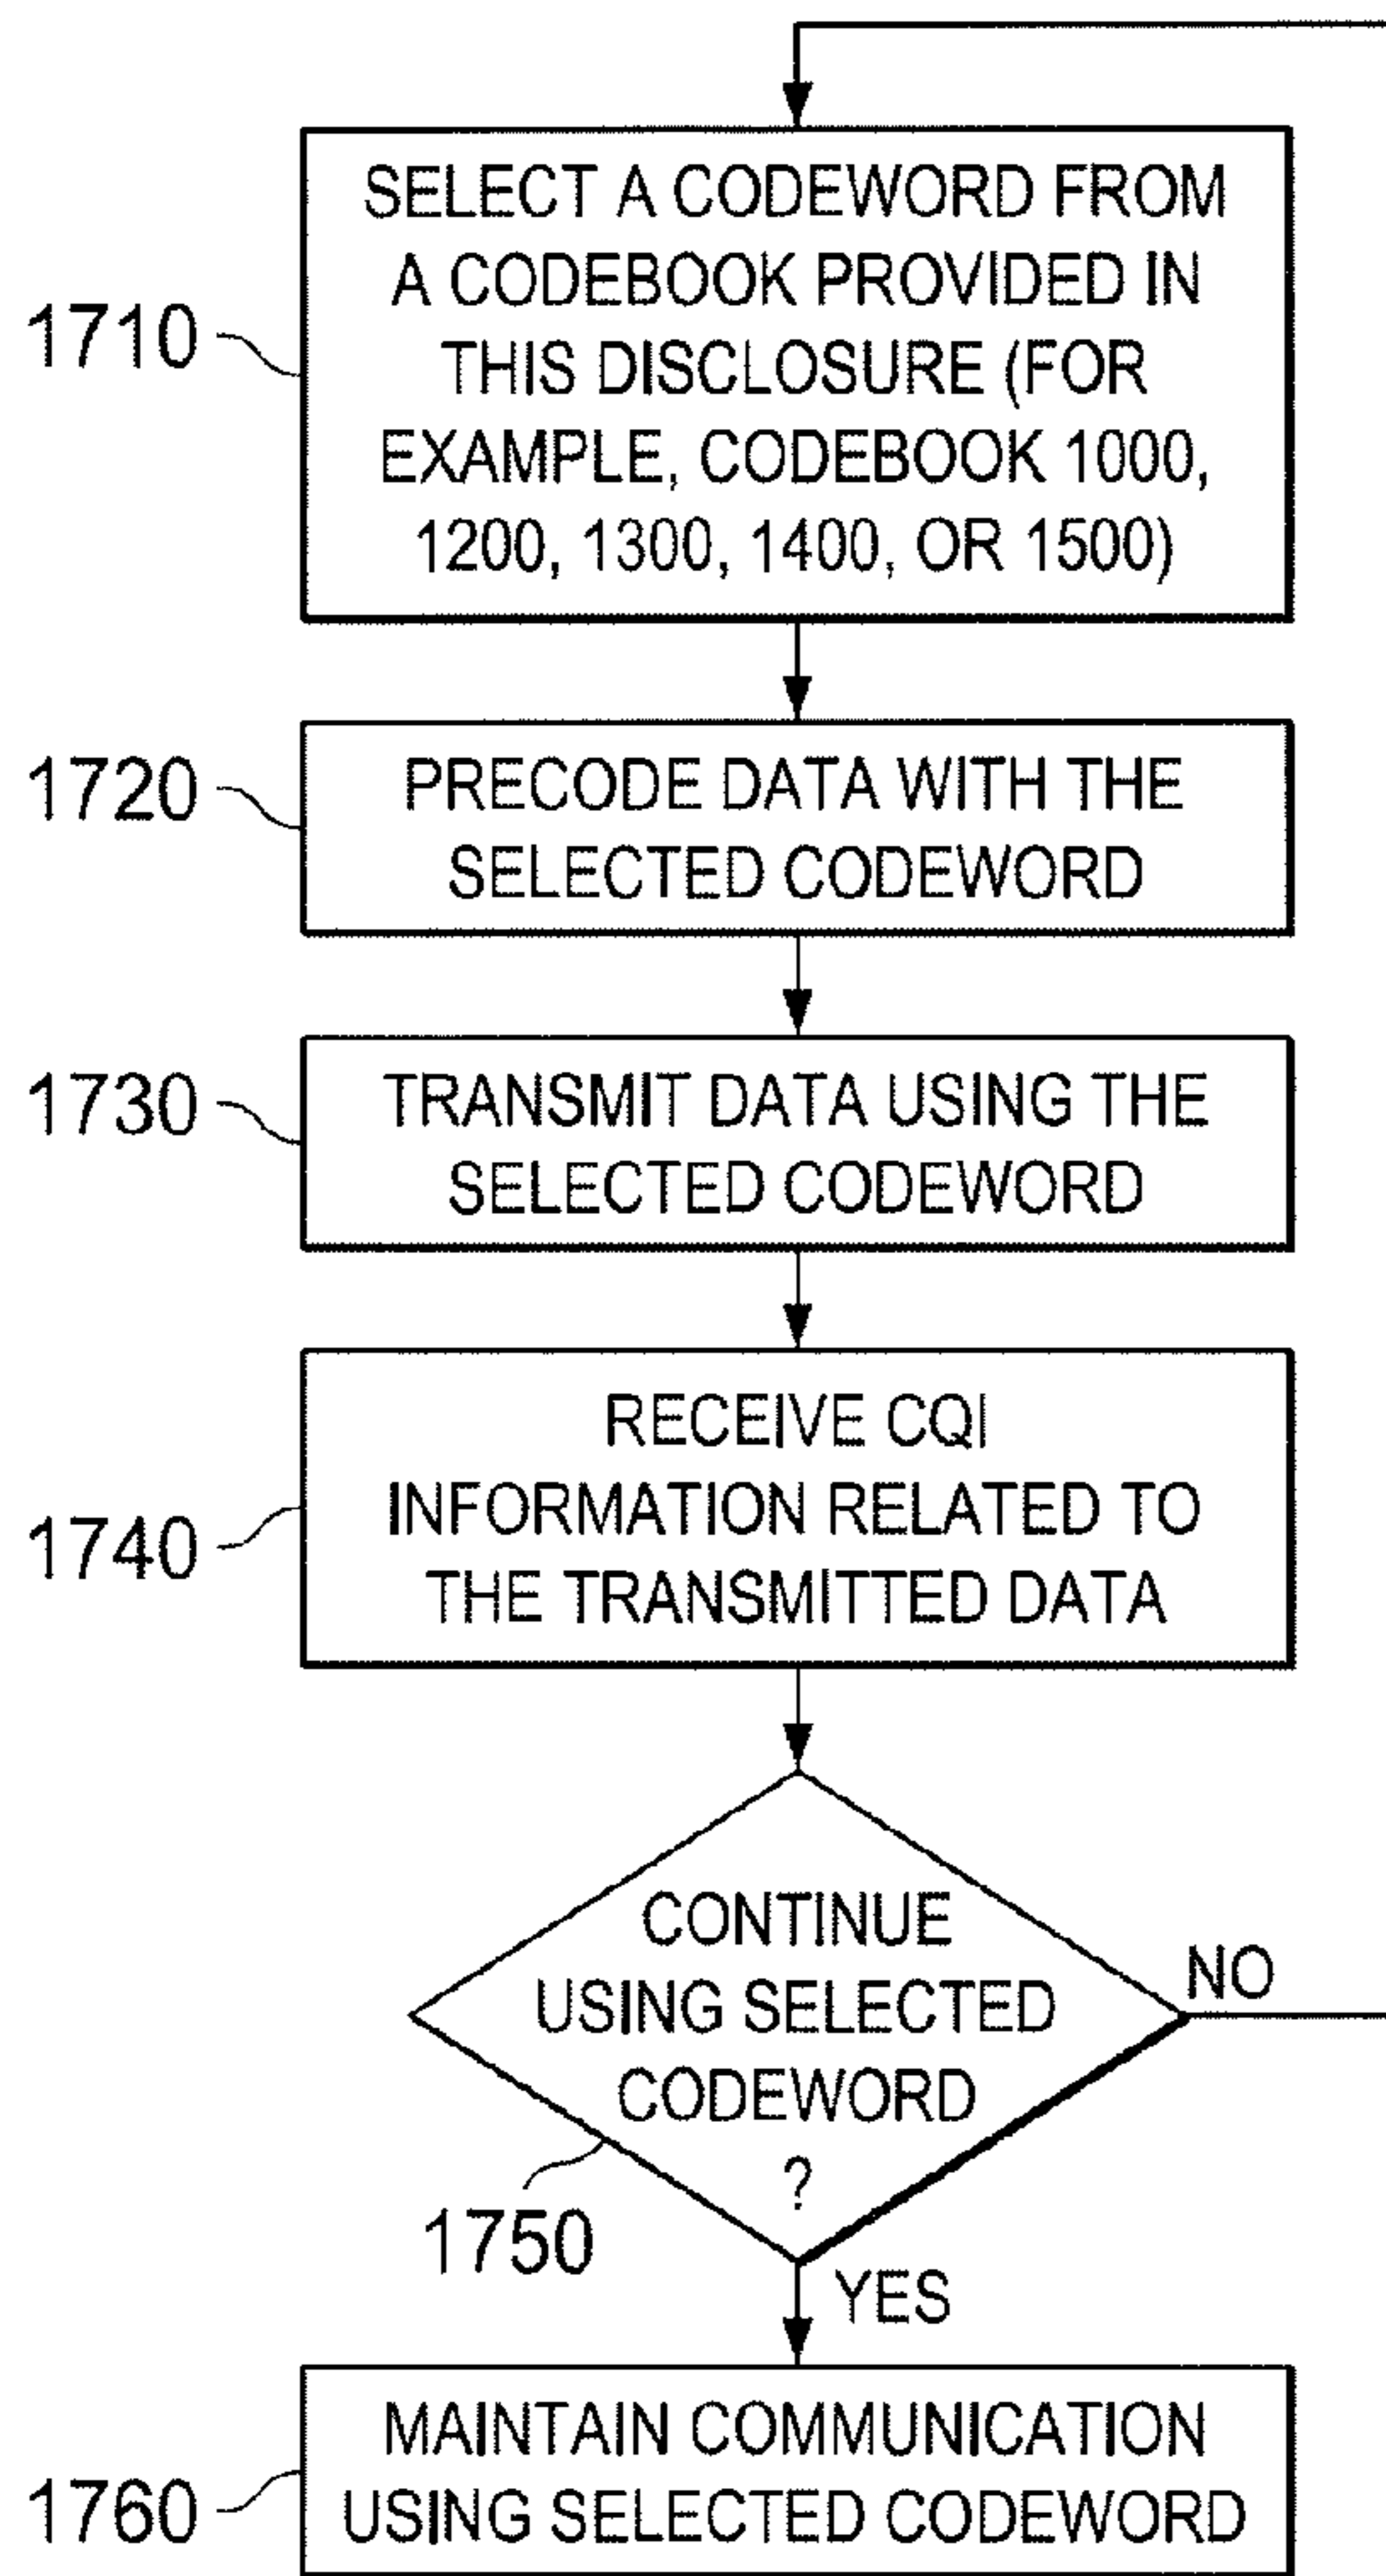 SELECT A CODEWORD FROM
A CODEBOOK PROVIDED IN
THIS DISCLOSURE (FOR
EXAMPLE, CODEBOOK 1000,
1200, 1300, 1400, OR 1500)
1710
PRECODE DATA WITH THE
SELECTED CODEWORD
1720
TRANSMIT DATA USING THE
SELECTED CODEWORD
1730
RECEIVE CQI
INFORMATION RELATED TO
THE TRANSMITTED DATA
1740
CONTINUE
USING SELECTED
CODEWORD
?
NO
1750
YES
MAINTAIN COMMUNICATION
USING SELECTED CODEWORD
1760